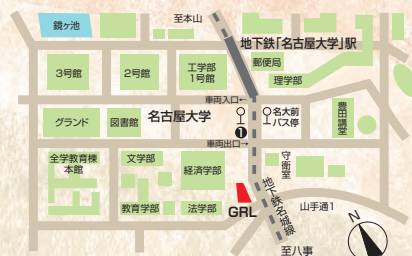 鏡ヶ池
至本山
地下鉄「名古屋大学」駅
3号館
2号館
工学部
1号館
郵便局
理学部
車両入口←
グランド
図書館
名古屋大学
❶
名大前
バス停
豊田講堂
車両出口→
全学教育棟
本館
文学部
経済学部
守衛室
教育学部
法学部
GRL
地下鉄名城線
山手通1
至八事
N